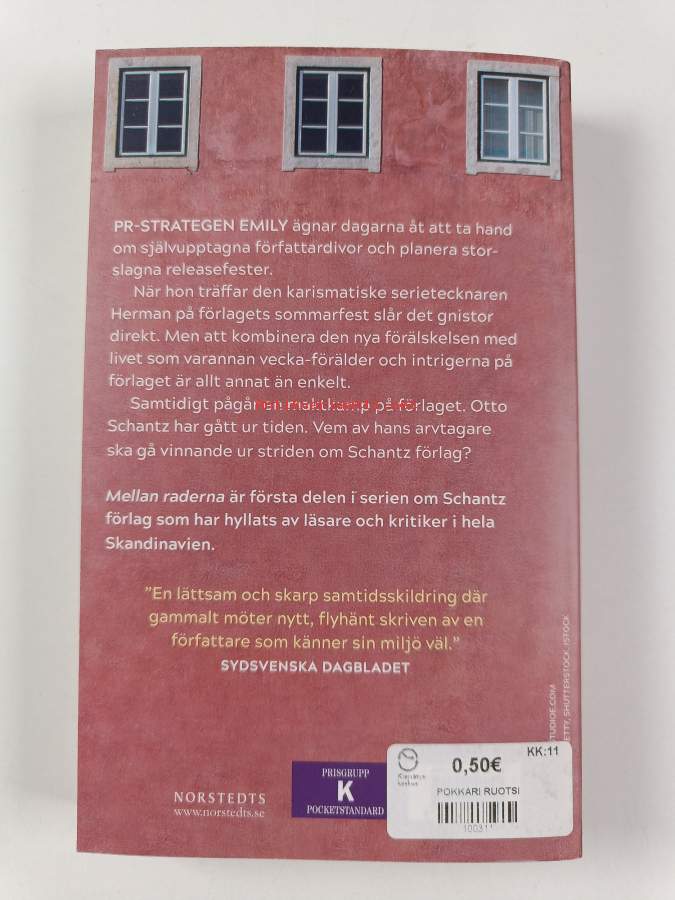 PR-STRATEGEN EMILY ägnar dagarna åt att ta hand
om självupptagna författardivor och planera stor-
slagna releasefester.
När hon träffar den karismatiske serietecknaren
Herman på förlagets sommarfest slår det gnistor
direkt. Men att kombinera den nya förälskelsen med
livet som varannan vecka-förälder och intrigerna på
förlaget är allt annat än enkelt.
Samtidigt pågår en maktkamp på förlaget. Otto
Schantz har gått ur tiden. Vem av hans arvtagare
ska gå vinnande ur striden om Schantz förlag?
Mellan raderna är första delen i serien om Schantz
förlag som har hyllats av läsare och kritiker i hela
Skandinavien.
"En lättsam och skarp samtidsskildring där
gammalt möter nytt, flyhänt skriven av en
författare som känner sin miljö väl."
SYDSVENSKA DAGBLADET
STUDIOE.COM
ETTY, SHUTTERSTOCK, ISTOCK
NORSTEDTS
www.norstedts.se
PRISGRUPP
K
POCKETSTANDARD
KK:11
0,50€
POKKARI RUOTSI
100311